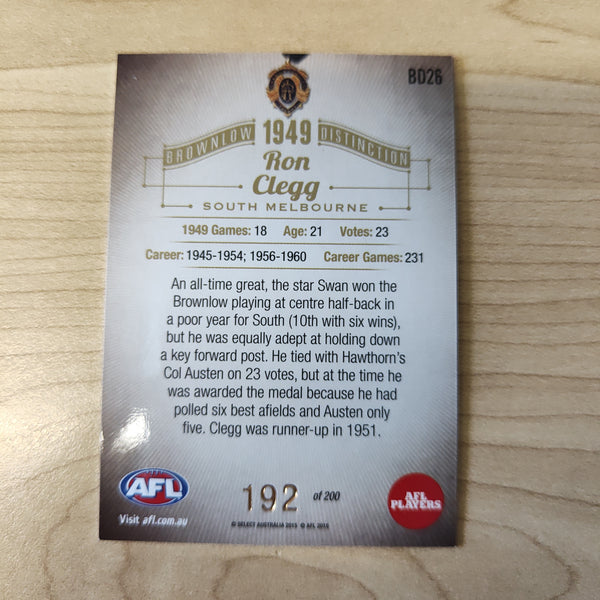 BD26
BROWNLOW 1949 DISTINCTION
Ron
Clegg
SOUTH MELBOURNE
1949 Games: 18 Age: 21 Votes: 23
Career: 1945-1954; 1956-1960 Career Games: 231
An all-time great, the star Swan won the
Brownlow playing at centre half-back in
a poor year for South (10th with six wins),
but he was equally adept at holding down
a key forward post. He tied with Hawthorn's
Col Austen on 23 votes, but at the time he
was awarded the medal because he had
polled six best afields and Austen only
five. Clegg was runner-up in 1951.
AFL
Visit afl.com.au
192 of 200
AFL
PLAYERS
© SELECT AUSTRALIA 2015 © AFL 2015